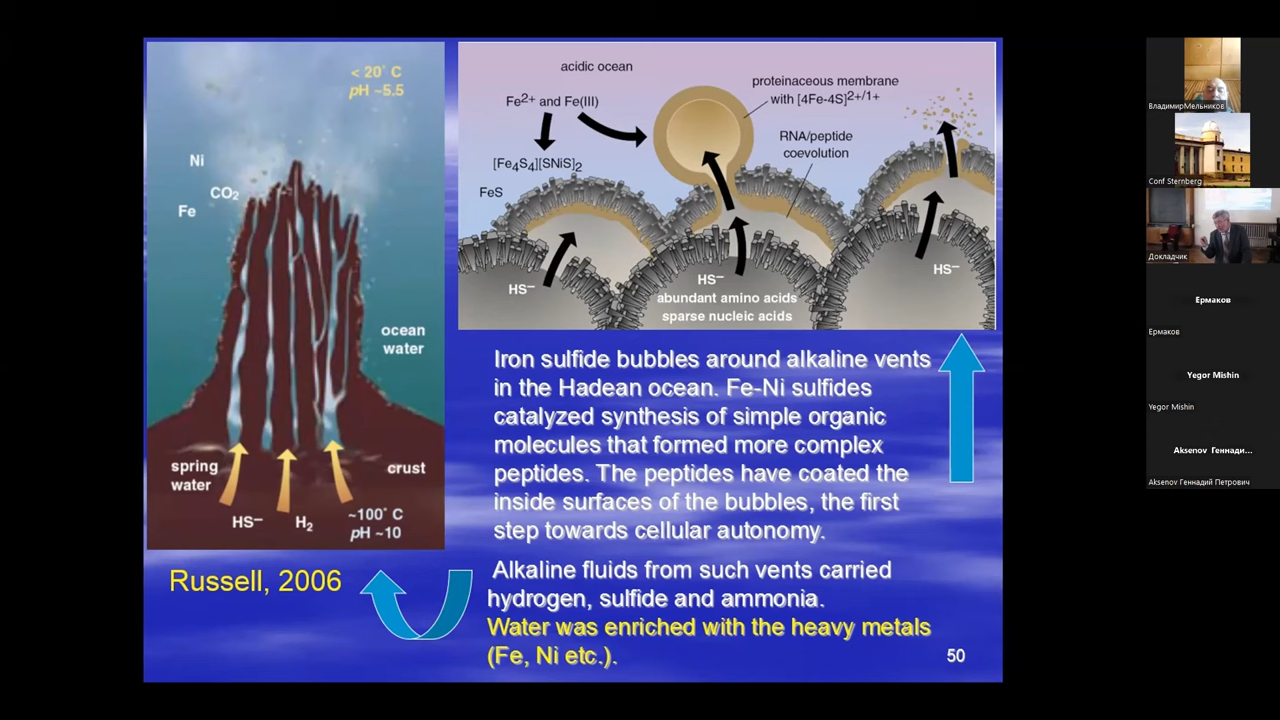 < 20° C
pH ~5.5
Ni
CO₂
Fe
ocean
water
spring
water
crust
HS⁻
H₂
~100° C
pH ~10
acidic ocean
Fe²⁺ and Fe(III)
[Fe₄S₄][SNiS]₂
FeS
proteinaceous membrane
with [4Fe-4S]²⁺/¹⁺
RNA/peptide
coevolution
HS⁻
HS⁻
abundant amino acids
sparse nucleic acids
HS⁻
Iron sulfide bubbles around alkaline vents
in the Hadean ocean. Fe-Ni sulfides
catalyzed synthesis of simple organic
molecules that formed more complex
peptides. The peptides have coated the
inside surfaces of the bubbles, the first
step towards cellular autonomy.
Russell, 2006
Alkaline fluids from such vents carried
hydrogen, sulfide and ammonia.
Water was enriched with the heavy metals
(Fe, Ni etc.).
50
ВладимирМельников
Conf Sternberg
Докладчик
Ермаков
Ермаков
Yegor Mishin
Yegor Mishin
Aksenov Геннади...
Aksenov Геннадий Петрович